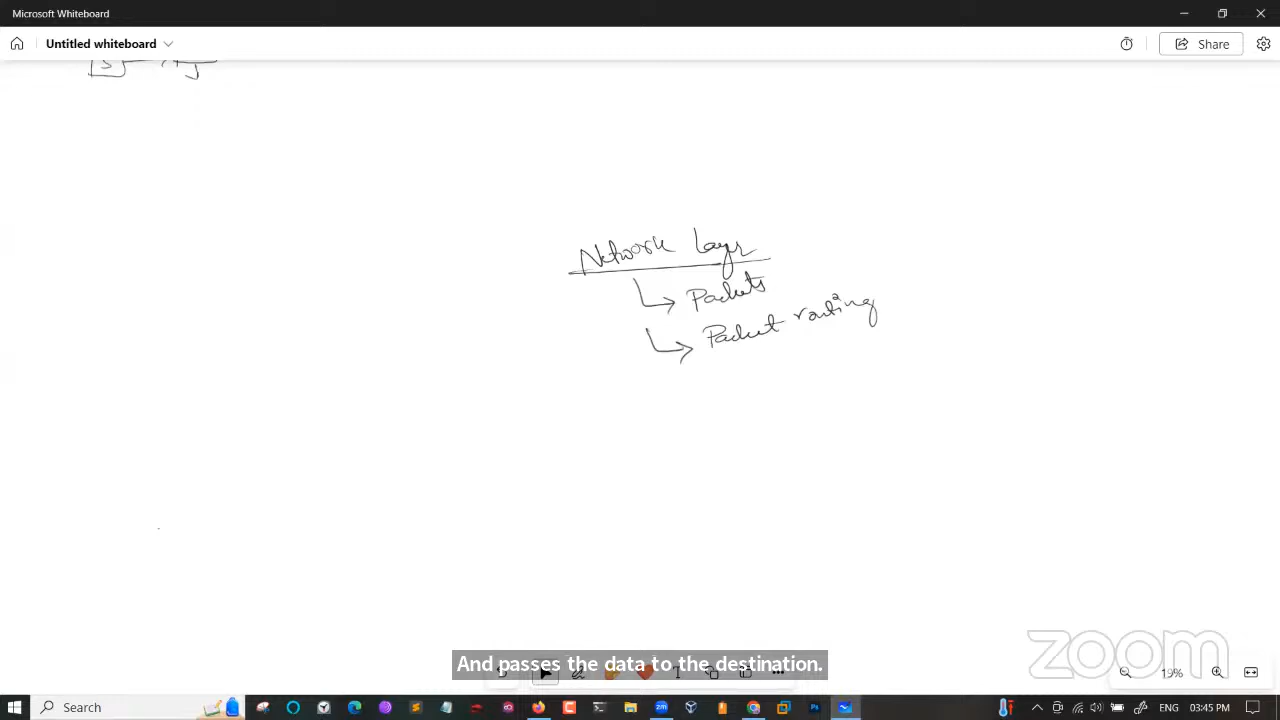 Microsoft Whiteboard
Untitled whiteboard
Share
Network Layer
Packets
Packet routing
And passes the data to the destination.
zoom
19%
Search
ENG
03:45 PM